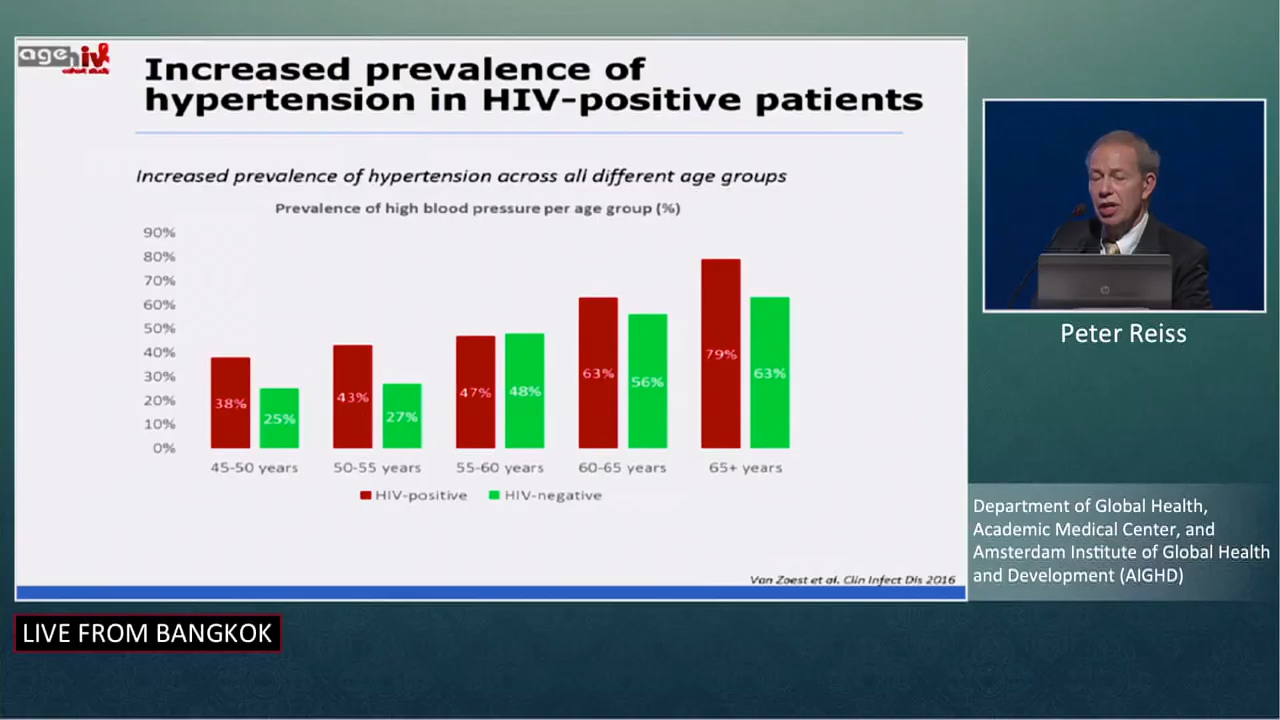 agehiv
cohort study
Increased prevalence of
hypertension in HIV-positive patients
Increased prevalence of hypertension across all different age groups
Prevalence of high blood pressure per age group (%)
90%
80%
70%
60%
50%
40%
30%
20%
10%
0%
38%
25%
43%
27%
47%
48%
63%
56%
79%
63%
45-50 years
50-55 years
55-60 years
60-65 years
65+ years
HIV-positive
HIV-negative
Van Zoest et al. Clin Infect Dis 2016
Peter Reiss
Department of Global Health,
Academic Medical Center, and
Amsterdam Institute of Global Health
and Development (AIGHD)
LIVE FROM BANGKOK